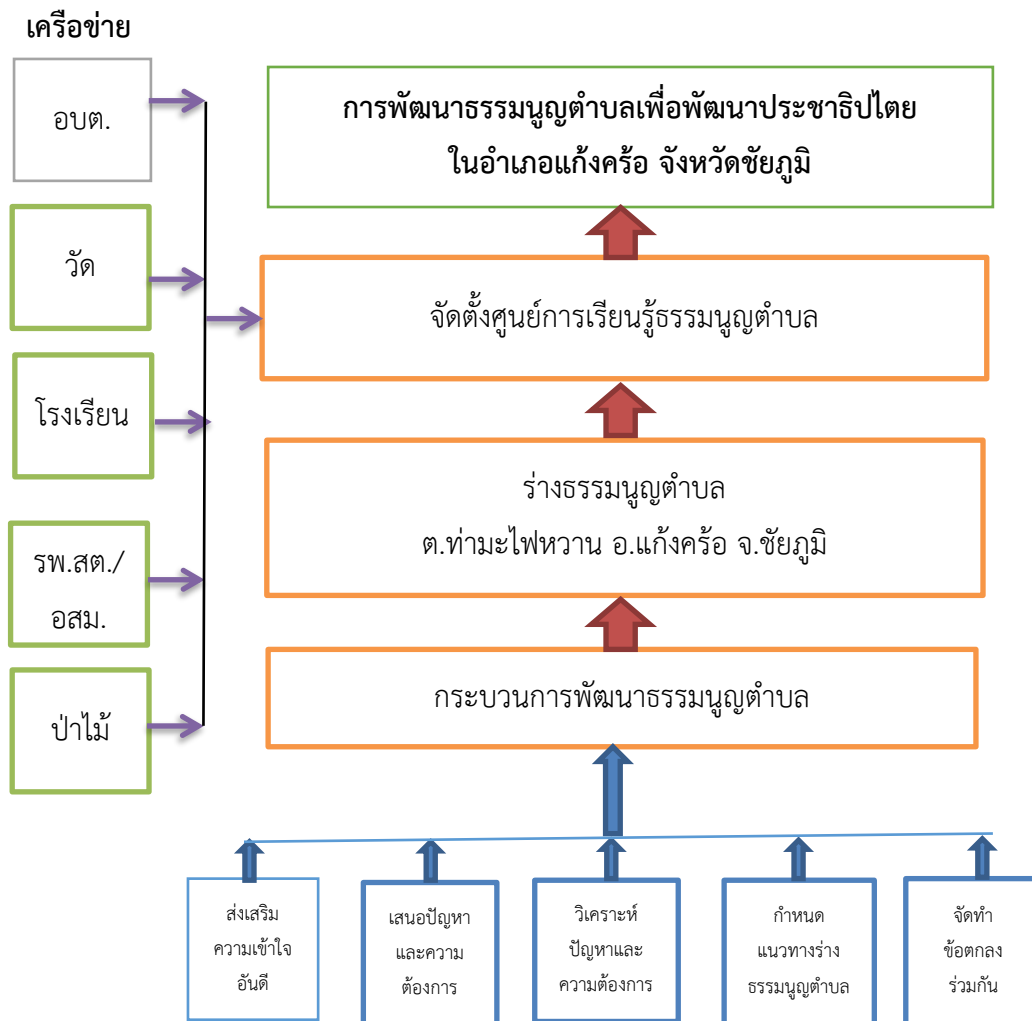 เครือข่าย
อบต.
วัด
โรงเรียน
รพ.สต./
อสม.
ป่าไม้
การพัฒนาธรรมนูญตำบลเพื่อพัฒนาประชาธิปไตย
ในอำเภอแก้งคร้อ จังหวัดชัยภูมิ
จัดตั้งศูนย์การเรียนรู้ธรรมนูญตำบล
ร่างธรรมนูญตำบล
ต.ท่ามะไฟหวาน อ.แก้งคร้อ จ.ชัยภูมิ
กระบวนการพัฒนาธรรมนูญตำบล
ส่งเสริม
ความเข้าใจ
อันดี
เสนอปัญหา
และความ
ต้องการ
วิเคราะห์
ปัญหาและ
ความต้องการ
กำหนด
แนวทางร่าง
ธรรมนูญตำบล
จัดทำ
ข้อตกลง
ร่วมกัน